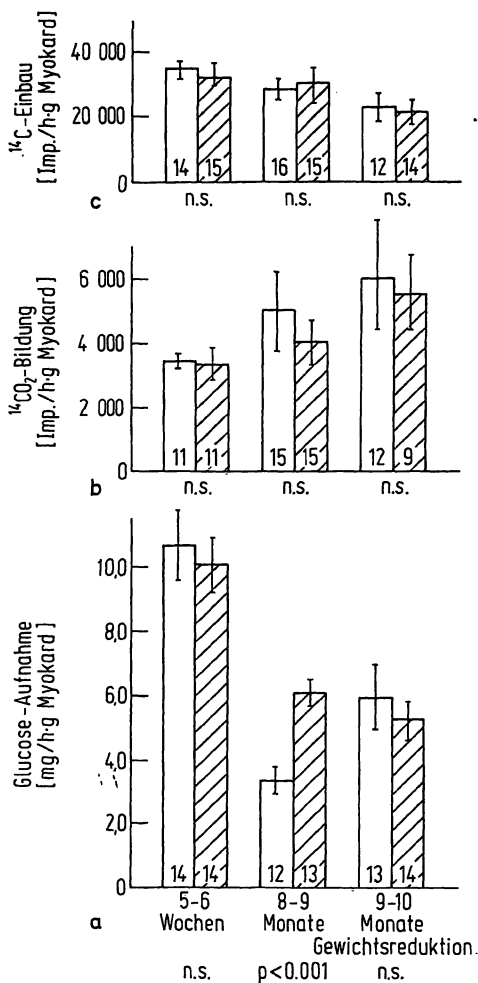 ¹⁴C-Einbau
[Imp./h·g Myokard]
40 000
20 000
0
14 15 16 15 12 14
n.s. n.s. n.s.
c
¹⁴CO₂-Bildung
[Imp./h·g Myokard]
6 000
4 000
2 000
0
11 11 15 15 12 9
n.s. n.s. n.s.
b
Glucose-Aufnahme
[mg/h·g Myokard]
10,0
8,0
6,0
4,0
2,0
0
14 14 12 13 13 14
a
5-6 8-9 9-10
Wochen Monate Monate
Gewichtsreduktion
n.s. p<0.001 n.s.